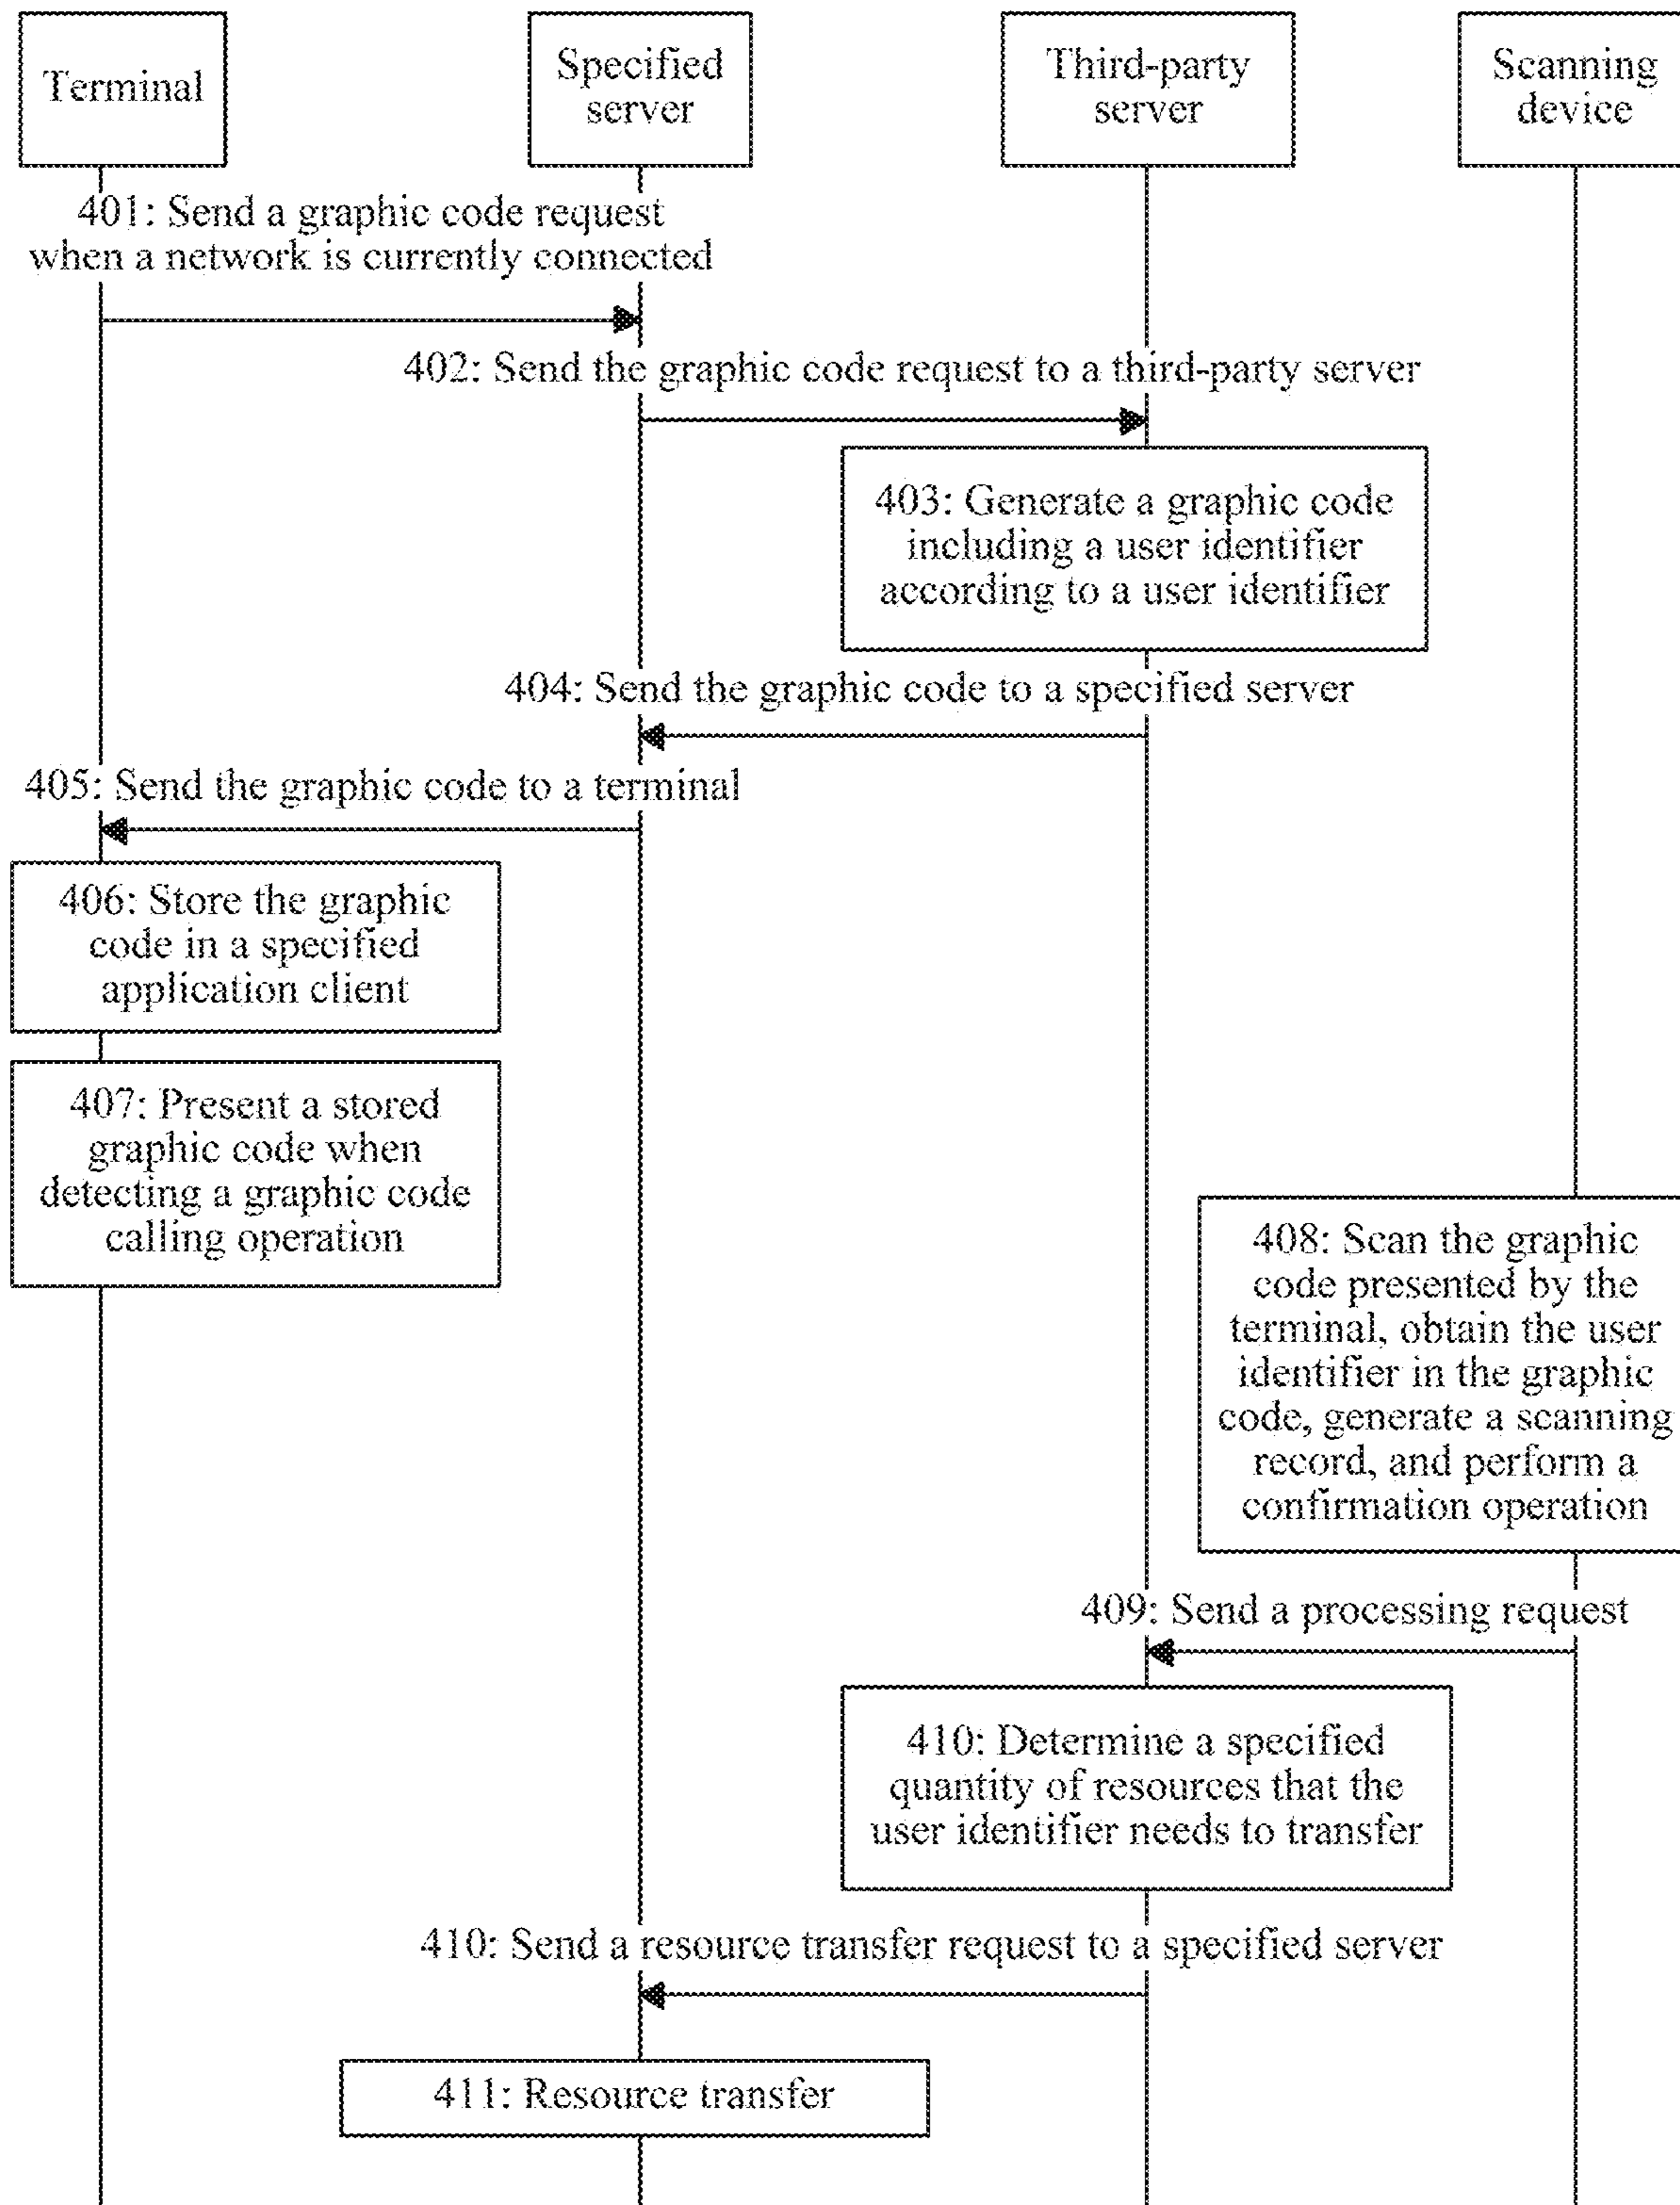 Terminal
Specified
server
Third-party
server
Scanning
device
401: Send a graphic code request
when a network is currently connected
402: Send the graphic code request to a third-party server
403: Generate a graphic code
including a user identifier
according to a user identifier
404: Send the graphic code to a specified server
405: Send the graphic code to a terminal
406: Store the graphic
code in a specified
application client
407: Present a stored
graphic code when
detecting a graphic code
calling operation
408: Scan the graphic
code presented by the
terminal, obtain the user
identifier in the graphic
code, generate a scanning
record, and perform a
confirmation operation
409: Send a processing request
410: Determine a specified
quantity of resources that the
user identifier needs to transfer
410: Send a resource transfer request to a specified server
411: Resource transfer